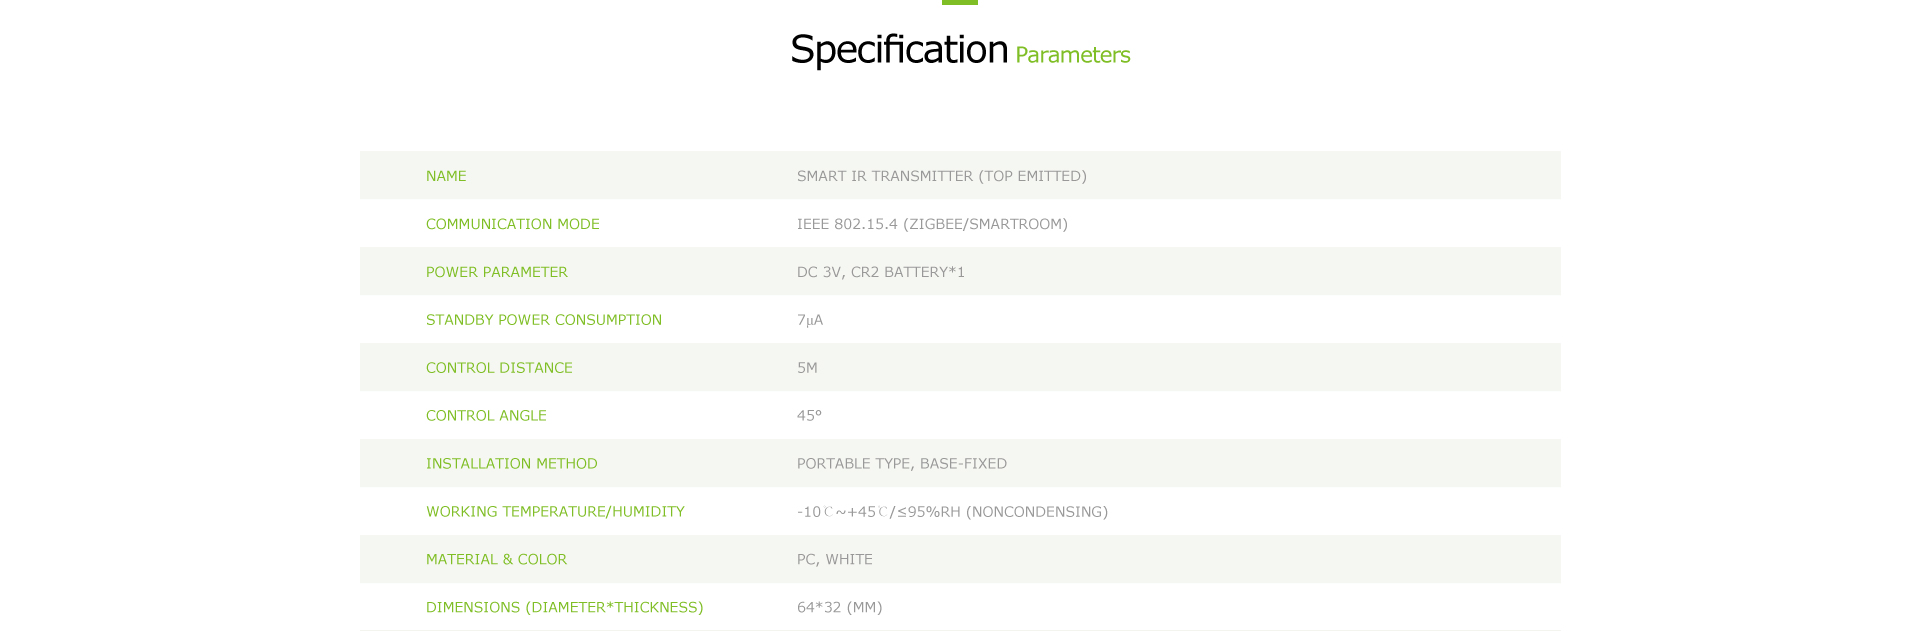 Specification Parameters
NAME SMART IR TRANSMITTER (TOP EMITTED)
COMMUNICATION MODE IEEE 802.15.4 (ZIGBEE/SMARTROOM)
POWER PARAMETER DC 3V, CR2 BATTERY*1
STANDBY POWER CONSUMPTION 7μA
CONTROL DISTANCE 5M
CONTROL ANGLE 45°
INSTALLATION METHOD PORTABLE TYPE, BASE-FIXED
WORKING TEMPERATURE/HUMIDITY -10℃~+45℃/≤95%RH (NONCONDENSING)
MATERIAL & COLOR PC, WHITE
DIMENSIONS (DIAMETER*THICKNESS) 64*32 (MM)